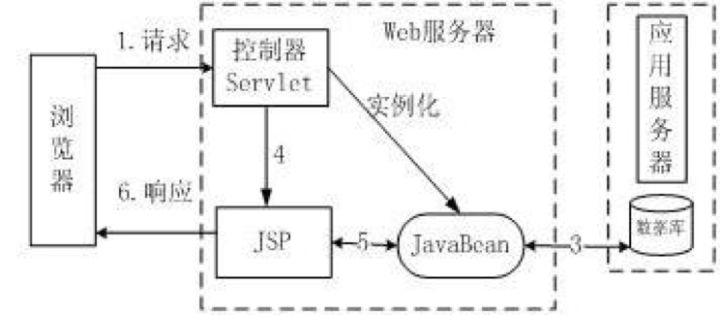 Web服务器
1.请求
控制器
Servlet
应用服务器
浏览器
实例化
4
6.响应
JSP
5
JavaBean
3
数据库